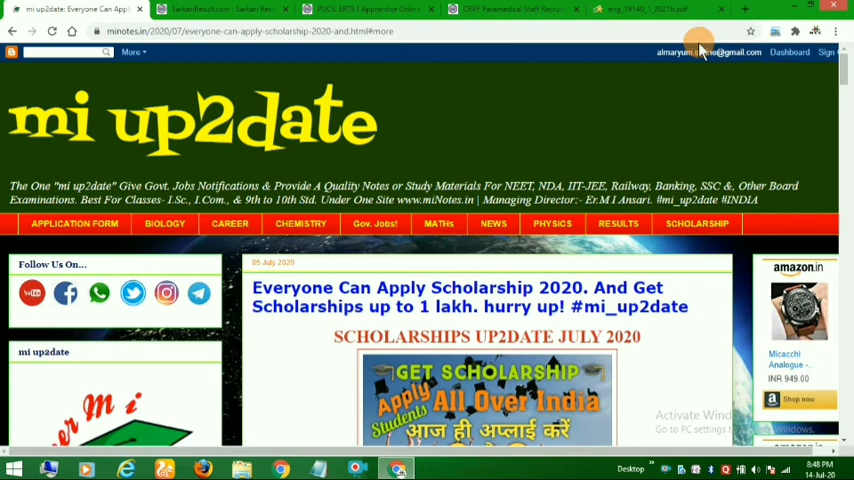 mi up2date: Everyone Can Apply
SarkariResult.com : Sarkari Res
PGCIL ERTS I Apprentice Online
CRPF Paramedical Staff Recruitm
eng_19140_1_2021b.pdf
minotes.in/2020/07/everyone-can-apply-scholarship-2020-and.html#more
More
@gmail.com
Dashboard
Sign
mi up2date
The One "mi up2date" Give Govt. Jobs Notifications & Provide A Quality Notes or Study Materials For NEET, NDA, IIT-JEE, Railway, Banking, SSC &, Other Board
Examinations. Best For Classes- I.Sc., I.Com., & 9th to 10th Std. Under One Site www.miNotes.in | Managing Director:- Er.M I Ansari. #mi_up2date #INDIA
APPLICATION FORM
BIOLOGY
CAREER
CHEMISTRY
Gov. Jobs!
MATHs
NEWS
PHYSICS
RESULTS
SCHOLARSHIP
Follow Us On...
05 July 2020
Everyone Can Apply Scholarship 2020. And Get
Scholarships up to 1 lakh. hurry up! #mi_up2date
SCHOLARSHIPS UP2DATE JULY 2020
GET SCHOLARSHIP
Apply All Over India
Students
आज ही अप्लाई करें
amazon.in
Micacchi
Analogue -...
INR 949.00
Shop now
mi up2date
er M i
Activate Wind
Go to PC settings
Windows.
Desktop
8:48 PM
14-Jul-20